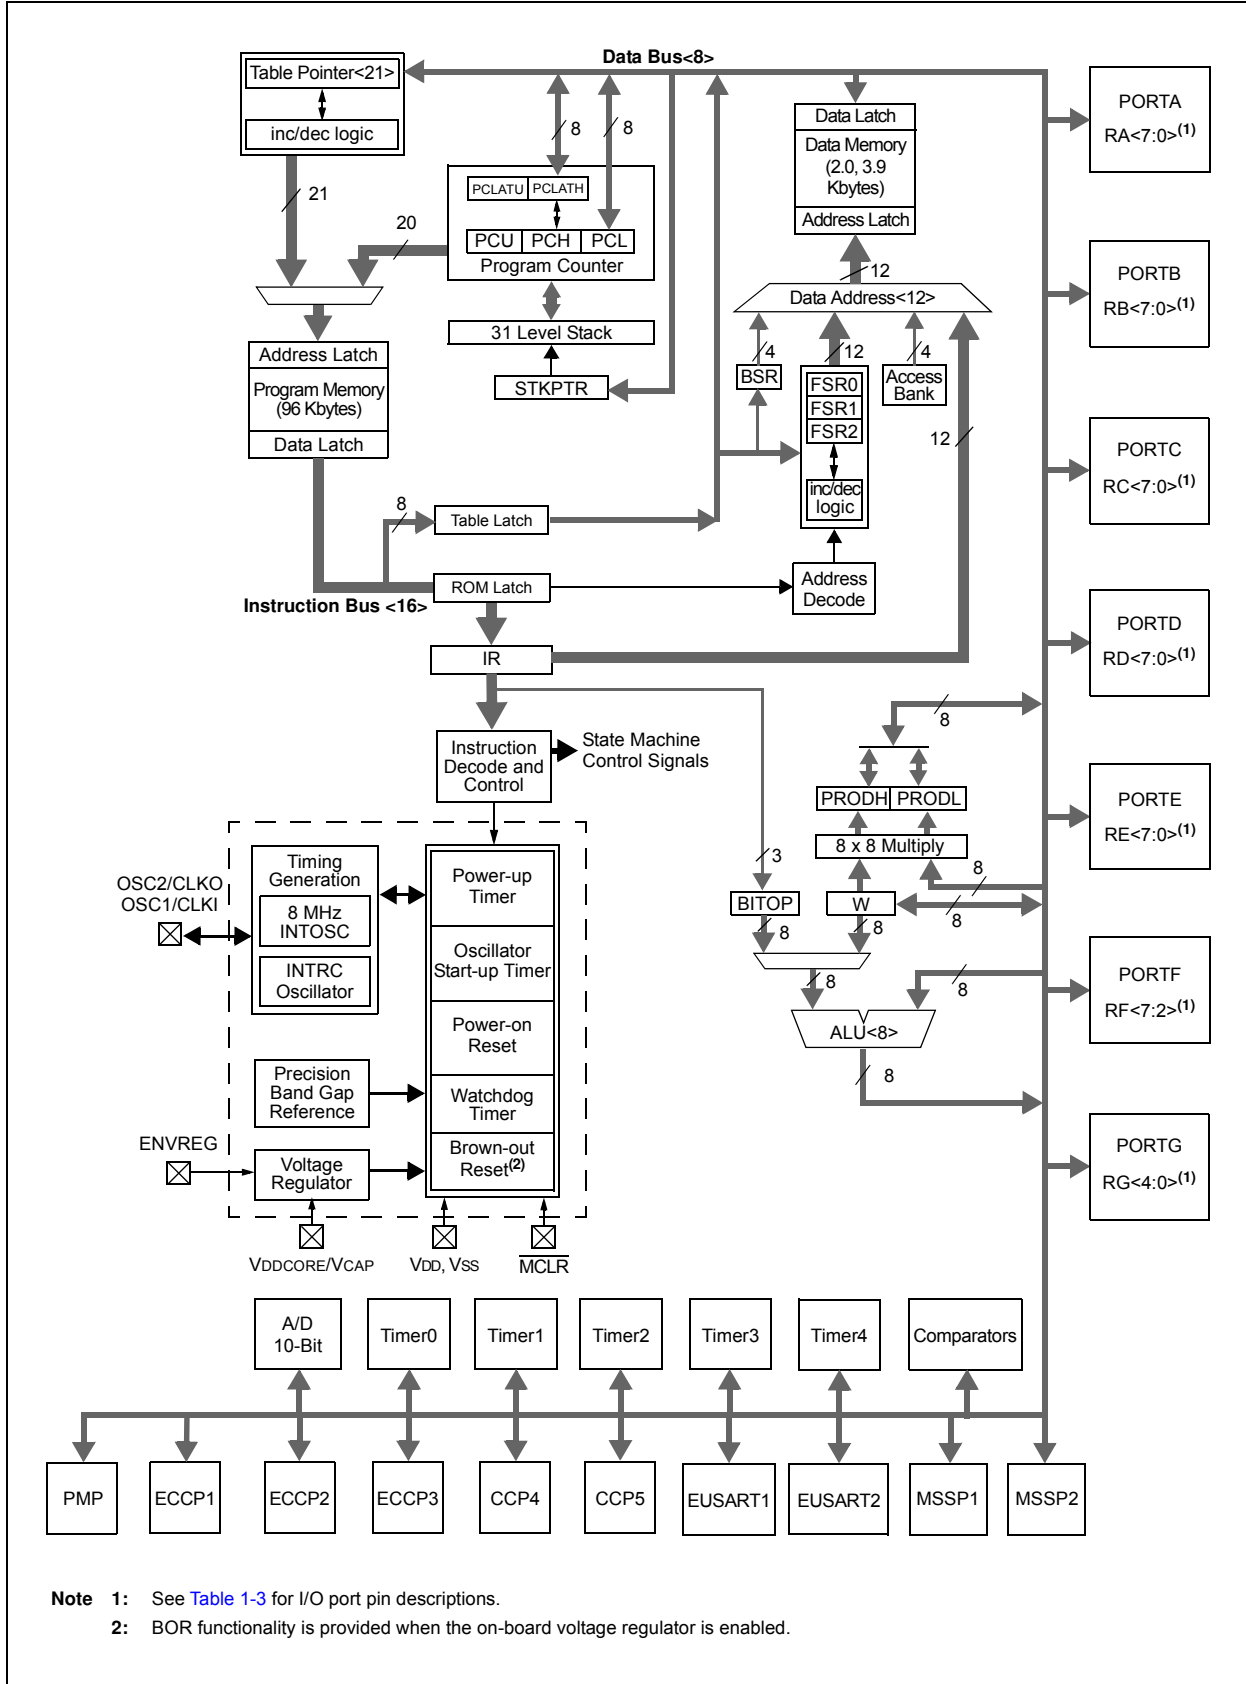 Data Bus<8>
Table Pointer<21>
inc/dec logic
21
8
8
PCLATU PCLATH
PCU PCH PCL
Program Counter
20
31 Level Stack
STKPTR
Address Latch
Program Memory
(96 Kbytes)
Data Latch
8
Table Latch
ROM Latch
Instruction Bus <16>
IR
Data Latch
Data Memory
(2.0, 3.9
Kbytes)
Address Latch
12
Data Address<12>
4
12
4
BSR
FSR0
FSR1
FSR2
inc/dec
logic
Access
Bank
12
Address
Decode
Instruction
Decode and
Control
State Machine
Control Signals
8
PRODH PRODL
8 x 8 Multiply
3
8
BITOP
W
8
8
8
8
8
ALU<8>
8
OSC2/CLKO
OSC1/CLKI
Timing
Generation
8 MHz
INTOSC
INTRC
Oscillator
Power-up
Timer
Oscillator
Start-up Timer
Power-on
Reset
Watchdog
Timer
Brown-out
Reset(2)
Precision
Band Gap
Reference
ENVREG
Voltage
Regulator
VDDCORE/VCAP
VDD, VSS
MCLR
PORTA
RA<7:0>(1)
PORTB
RB<7:0>(1)
PORTC
RC<7:0>(1)
PORTD
RD<7:0>(1)
PORTE
RE<7:0>(1)
PORTF
RF<7:2>(1)
PORTG
RG<4:0>(1)
A/D
10-Bit
Timer0
Timer1
Timer2
Timer3
Timer4
Comparators
PMP
ECCP1
ECCP2
ECCP3
CCP4
CCP5
EUSART1
EUSART2
MSSP1
MSSP2
Note 1: See Table 1-3 for I/O port pin descriptions.
2: BOR functionality is provided when the on-board voltage regulator is enabled.